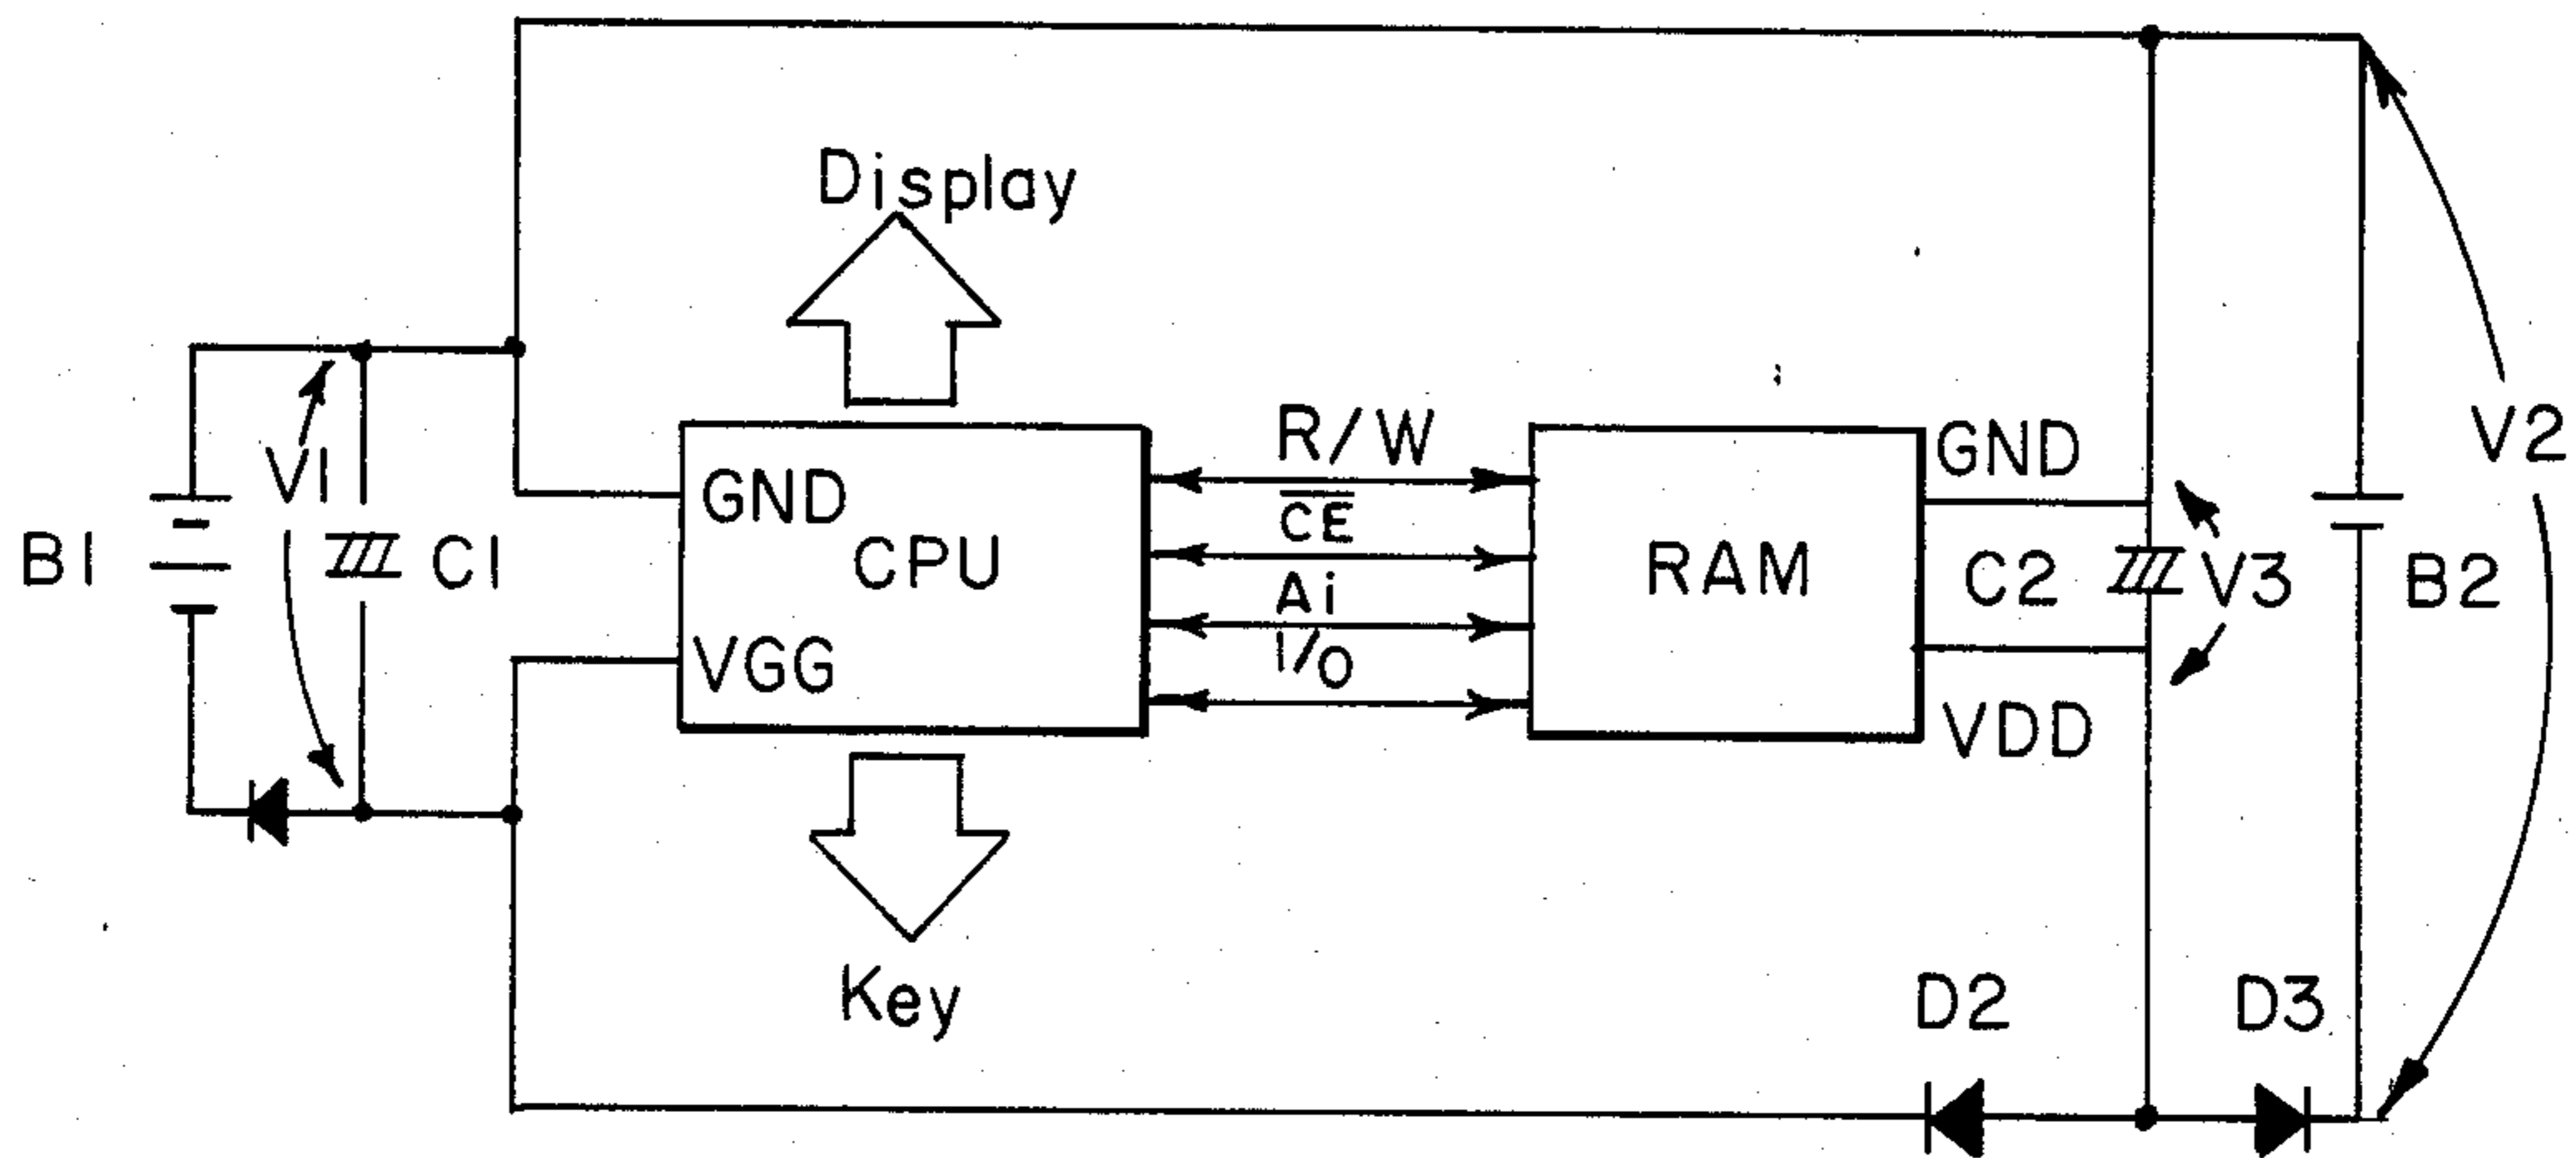 Display
V1
B1
C1
GND
CPU
VGG
R/W
CE
Ai
I/O
RAM
GND
C2
V3
VDD
B2
V2
Key
D2
D3